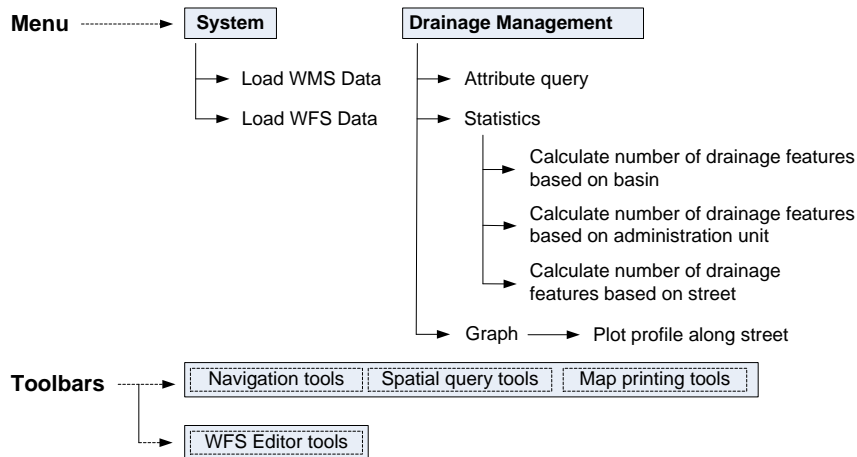 Menu
System
Drainage Management
Load WMS Data
Load WFS Data
Attribute query
Statistics
Calculate number of drainage features
based on basin
Calculate number of drainage features
based on administration unit
Calculate number of drainage
features based on street
Graph
Plot profile along street
Toolbars
Navigation tools
Spatial query tools
Map printing tools
WFS Editor tools